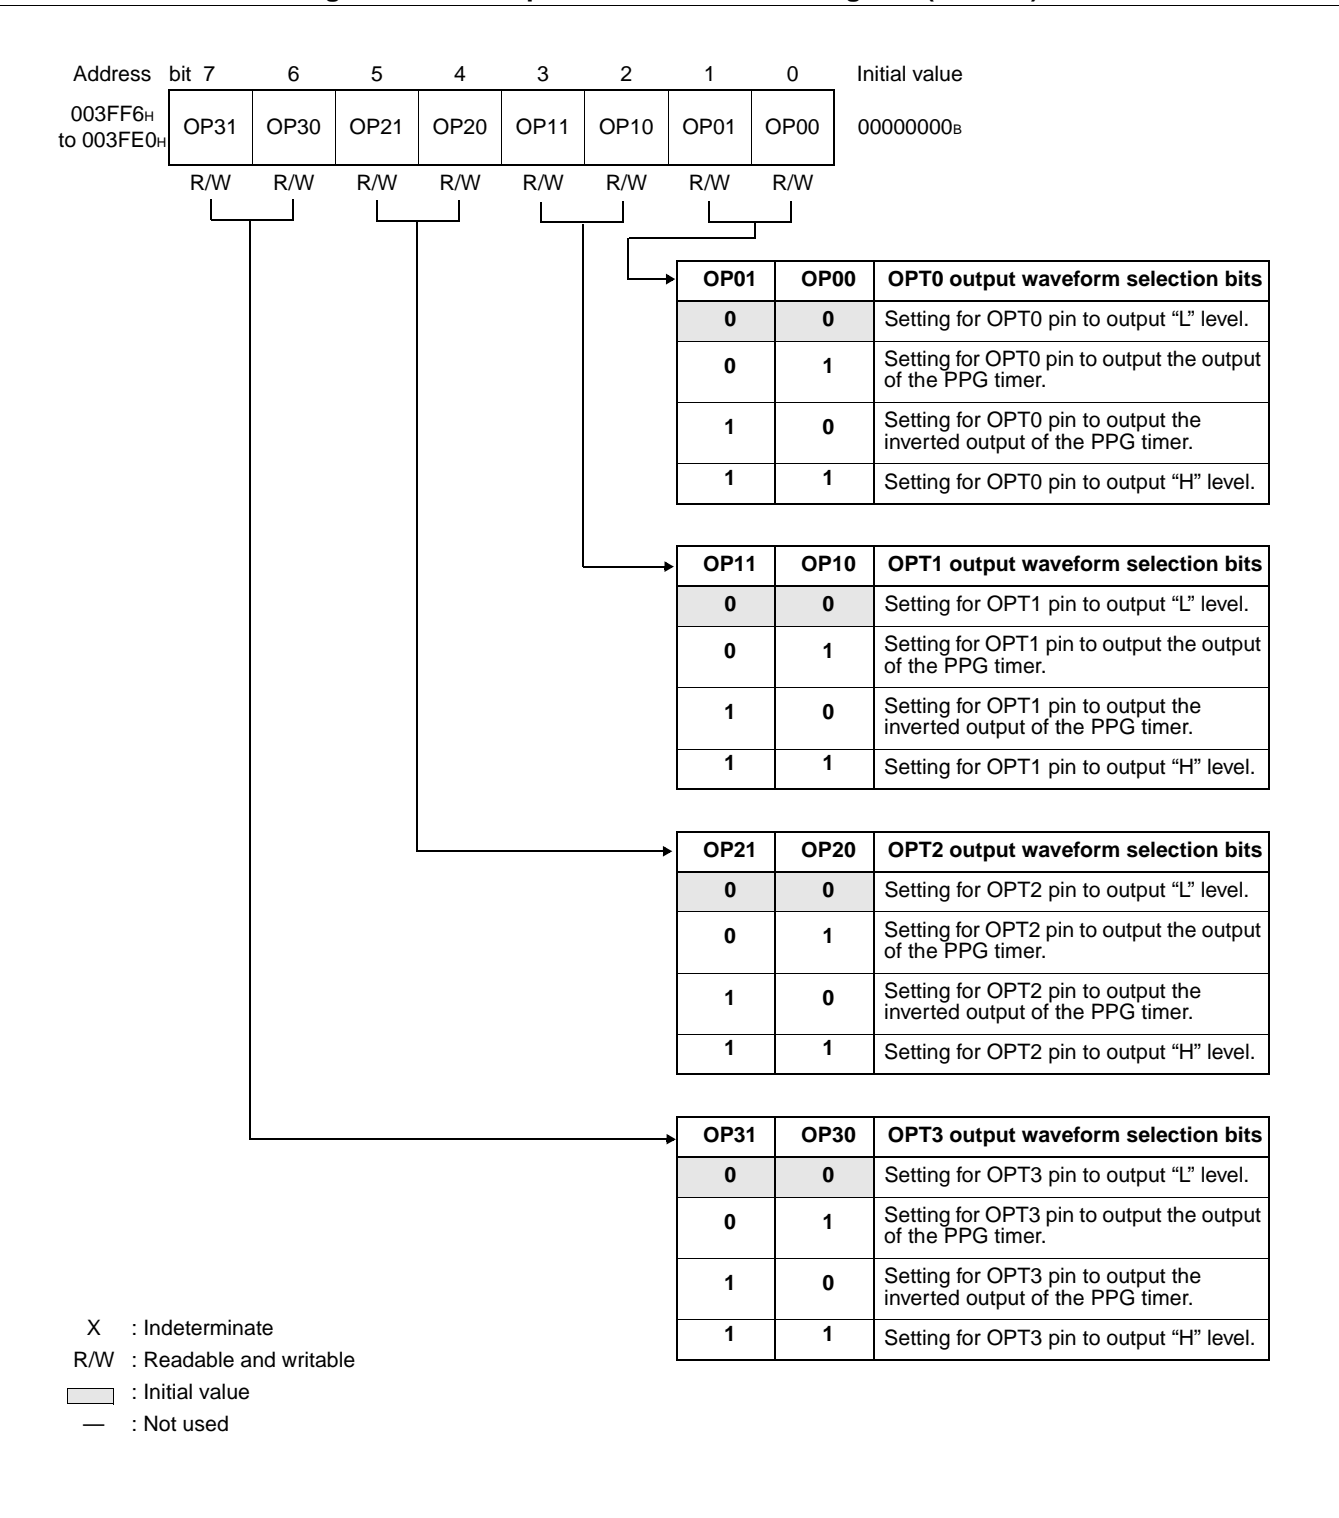 Address bit 7 6 5 4 3 2 1 0 Initial value
003FF6H
to 003FE0H
OP31 OP30 OP21 OP20 OP11 OP10 OP01 OP00 00000000B
R/W R/W R/W R/W R/W R/W R/W R/W
OP01 OP00 OPT0 output waveform selection bits
0 0 Setting for OPT0 pin to output “L” level.
0 1 Setting for OPT0 pin to output the output
of the PPG timer.
1 0 Setting for OPT0 pin to output the
inverted output of the PPG timer.
1 1 Setting for OPT0 pin to output “H” level.
OP11 OP10 OPT1 output waveform selection bits
0 0 Setting for OPT1 pin to output “L” level.
0 1 Setting for OPT1 pin to output the output
of the PPG timer.
1 0 Setting for OPT1 pin to output the
inverted output of the PPG timer.
1 1 Setting for OPT1 pin to output “H” level.
OP21 OP20 OPT2 output waveform selection bits
0 0 Setting for OPT2 pin to output “L” level.
0 1 Setting for OPT2 pin to output the output
of the PPG timer.
1 0 Setting for OPT2 pin to output the
inverted output of the PPG timer.
1 1 Setting for OPT2 pin to output “H” level.
OP31 OP30 OPT3 output waveform selection bits
0 0 Setting for OPT3 pin to output “L” level.
0 1 Setting for OPT3 pin to output the output
of the PPG timer.
1 0 Setting for OPT3 pin to output the
inverted output of the PPG timer.
1 1 Setting for OPT3 pin to output “H” level.
X : Indeterminate
R/W : Readable and writable
: Initial value
— : Not used